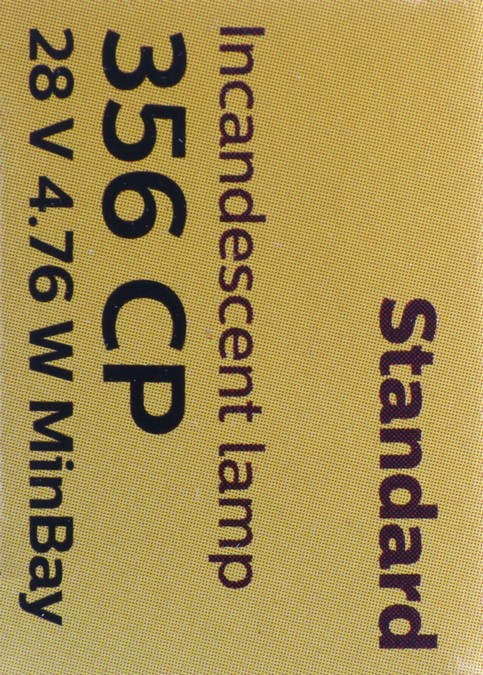 Standard
Incandescent lamp
356 CP
28 V 4.76 W MinBay